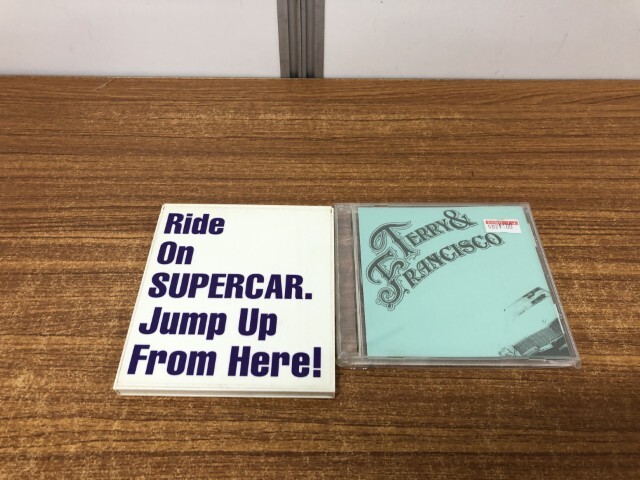 Ride
On
SUPERCAR.
Jump Up
From Here!
TERRY&
FRANCISCO